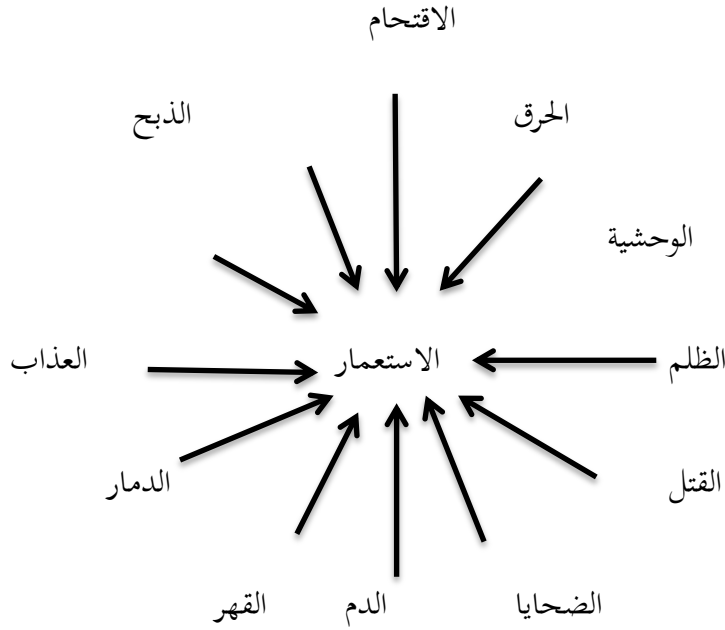 الاقتحام
الحرق
الذبح
الوحشية
الظلم
الاستعمار
العذاب
القتل
الدمار
الضحايا
الدم
القهر